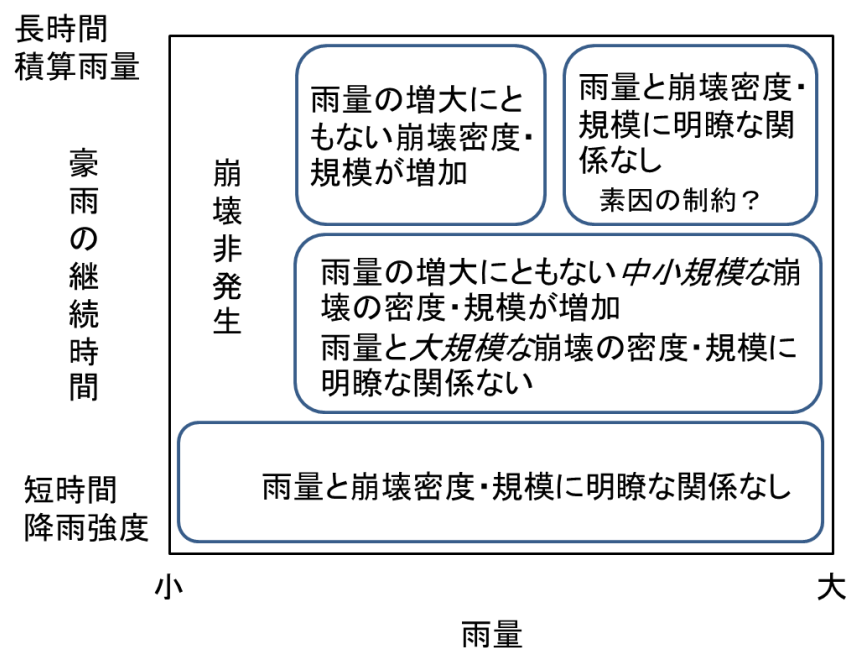 長時間
積算雨量
豪雨の継続時間
短時間
降雨強度
崩壊非発生
雨量の増大にと
もない崩壊密度・
規模が増加
雨量と崩壊密度・
規模に明瞭な関
係なし
素因の制約？
雨量の増大にともない中小規模な崩
壊の密度・規模が増加
雨量と大規模な崩壊の密度・規模に
明瞭な関係ない
雨量と崩壊密度・規模に明瞭な関係なし
小
大
雨量